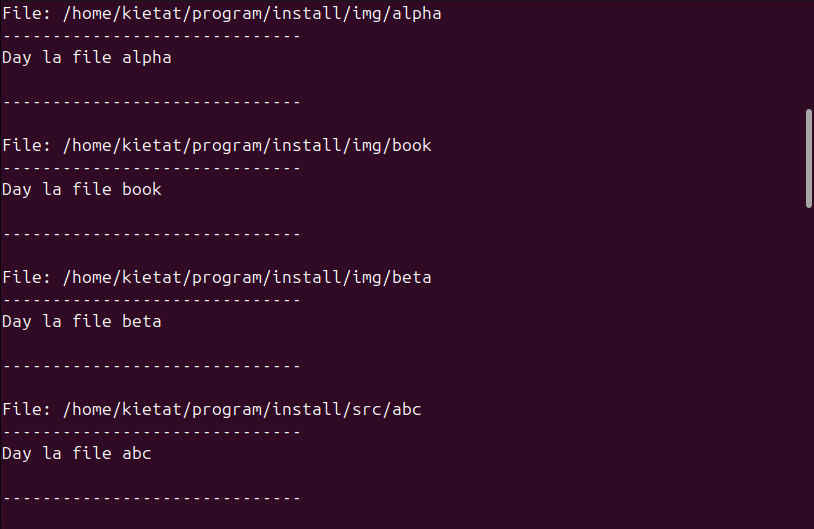 File: /home/kietat/program/install/img/alpha
------------------------------
Day la file alpha
------------------------------
File: /home/kietat/program/install/img/book
------------------------------
Day la file book
------------------------------
File: /home/kietat/program/install/img/beta
------------------------------
Day la file beta
------------------------------
File: /home/kietat/program/install/src/abc
------------------------------
Day la file abc
------------------------------